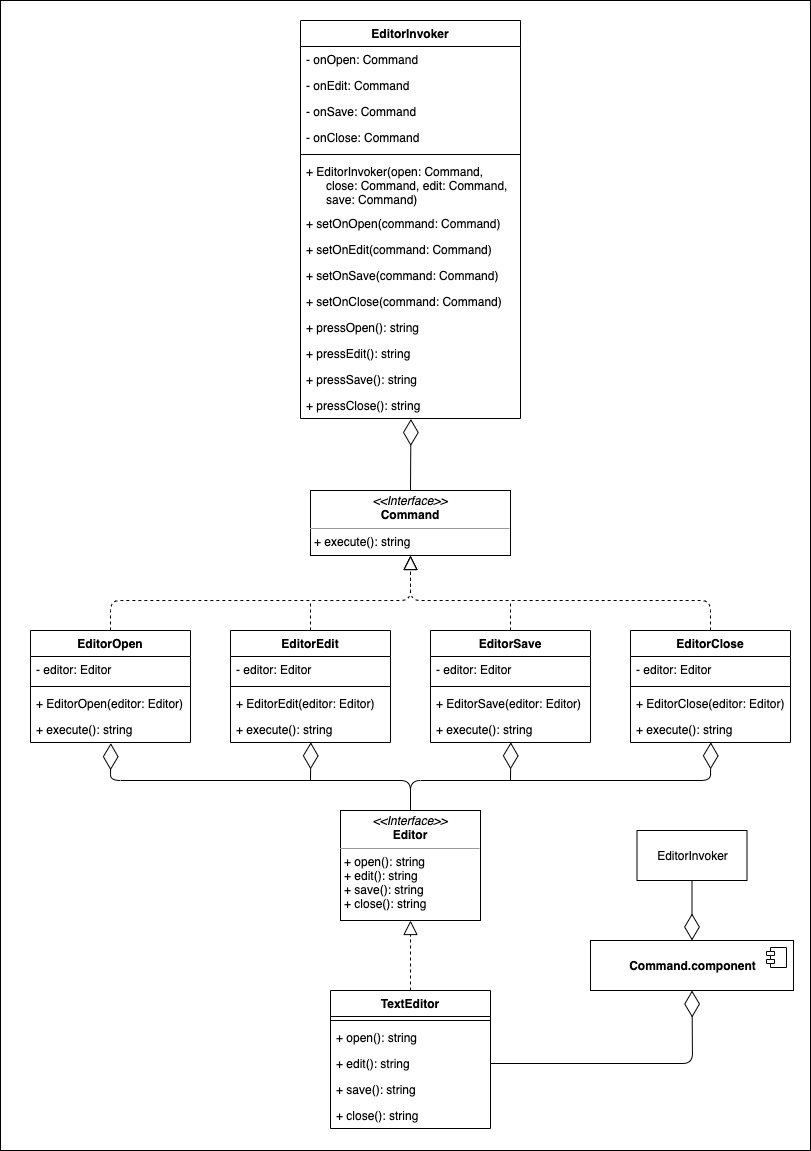 EditorInvoker
- onOpen: Command
- onEdit: Command
- onSave: Command
- onClose: Command
+ EditorInvoker(open: Command,
close: Command, edit: Command,
save: Command)
+ setOnOpen(command: Command)
+ setOnEdit(command: Command)
+ setOnSave(command: Command)
+ setOnClose(command: Command)
+ pressOpen(): string
+ pressEdit(): string
+ pressSave(): string
+ pressClose(): string
<<Interface>>
Command
+ execute(): string
EditorOpen
- editor: Editor
+ EditorOpen(editor: Editor)
+ execute(): string
EditorEdit
- editor: Editor
+ EditorEdit(editor: Editor)
+ execute(): string
EditorSave
- editor: Editor
+ EditorSave(editor: Editor)
+ execute(): string
EditorClose
- editor: Editor
+ EditorClose(editor: Editor)
+ execute(): string
<<Interface>>
Editor
+ open(): string
+ edit(): string
+ save(): string
+ close(): string
EditorInvoker
Command.component
TextEditor
+ open(): string
+ edit(): string
+ save(): string
+ close(): string